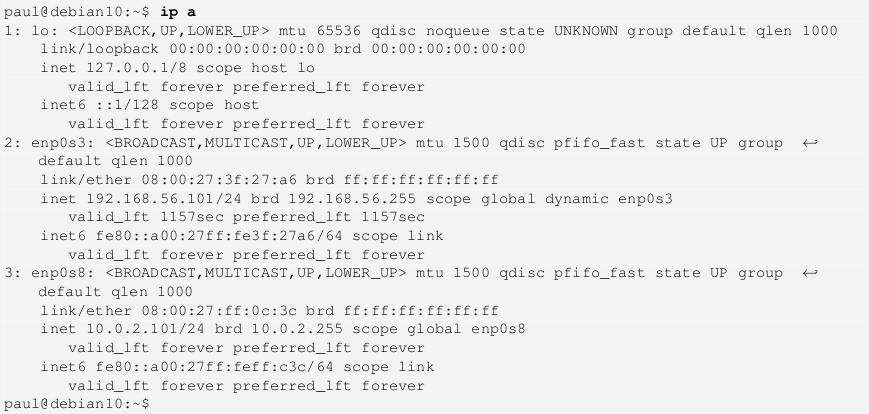 paul@debian10:~$ ip a
1: lo: <LOOPBACK,UP,LOWER_UP> mtu 65536 qdisc noqueue state UNKNOWN group default qlen 1000
    link/loopback 00:00:00:00:00:00 brd 00:00:00:00:00:00
    inet 127.0.0.1/8 scope host lo
       valid_lft forever preferred_lft forever
    inet6 ::1/128 scope host
       valid_lft forever preferred_lft forever
2: enp0s3: <BROADCAST,MULTICAST,UP,LOWER_UP> mtu 1500 qdisc pfifo_fast state UP group ↩
    default qlen 1000
    link/ether 08:00:27:3f:27:a6 brd ff:ff:ff:ff:ff:ff
    inet 192.168.56.101/24 brd 192.168.56.255 scope global dynamic enp0s3
       valid_lft 1157sec preferred_lft 1157sec
    inet6 fe80::a00:27ff:fe3f:27a6/64 scope link
       valid_lft forever preferred_lft forever
3: enp0s8: <BROADCAST,MULTICAST,UP,LOWER_UP> mtu 1500 qdisc pfifo_fast state UP group ↩
    default qlen 1000
    link/ether 08:00:27:ff:0c:3c brd ff:ff:ff:ff:ff:ff
    inet 10.0.2.101/24 brd 10.0.2.255 scope global enp0s8
       valid_lft forever preferred_lft forever
    inet6 fe80::a00:27ff:feff:c3c/64 scope link
       valid_lft forever preferred_lft forever
paul@debian10:~$